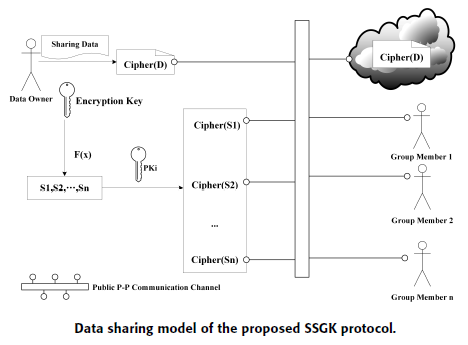 Sharing Data
Cipher(D)
Cipher(D)
Data Owner
Encryption Key
Cipher(S1)
F(x)
PKi
Group Member 1
S1,S2,···,Sn
Cipher(S2)
Group Member 2
...
Cipher(Sn)
Public P-P Communication Channel
Group Member n
Data sharing model of the proposed SSGK protocol.